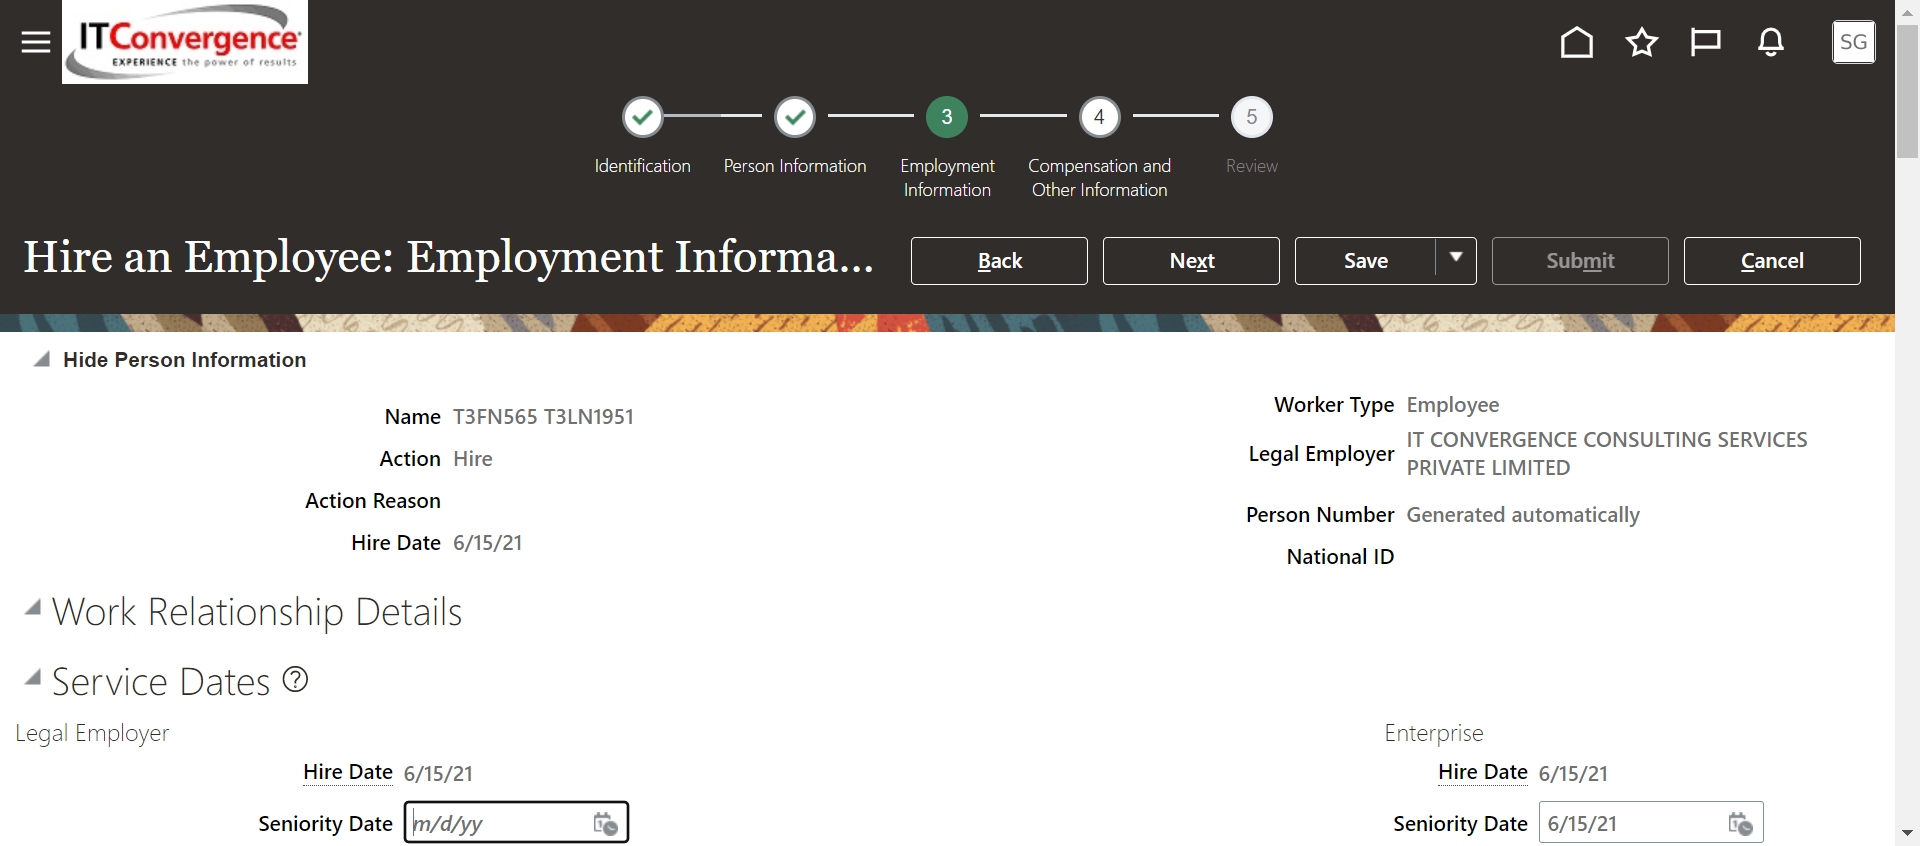 ITConvergence
EXPERIENCE the power of results
SG
3
4
5
Identification
Person Information
Employment
Information
Compensation and
Other Information
Review
Hire an Employee: Employment Informa...
Back
Next
Save
Submit
Cancel
Hide Person Information
Name T3FN565 T3LN1951
Action Hire
Action Reason
Hire Date 6/15/21
Worker Type Employee
Legal Employer IT CONVERGENCE CONSULTING SERVICES
PRIVATE LIMITED
Person Number Generated automatically
National ID
Work Relationship Details
Service Dates ?
Legal Employer
Hire Date 6/15/21
Seniority Date m/d/yy
Enterprise
Hire Date 6/15/21
Seniority Date 6/15/21